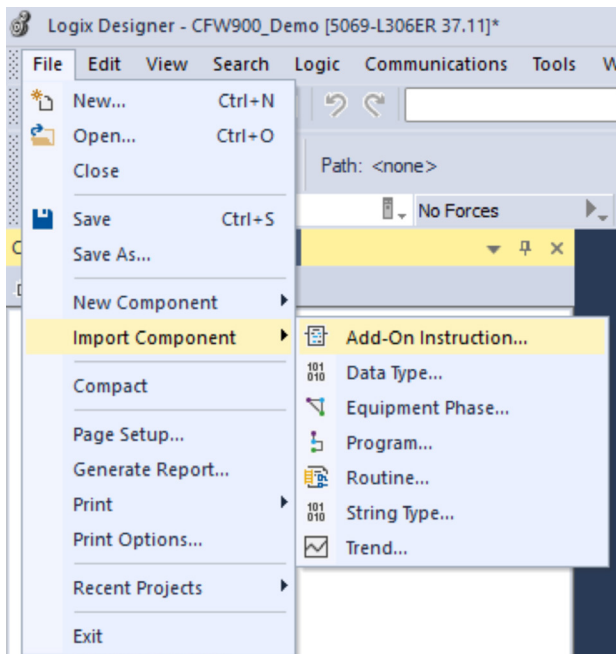 Logix Designer - CFW900_Demo [5069-L306ER 37.11]*
File Edit View Search Logic Communications Tools
New... Ctrl+N
Open... Ctrl+O
Close
Path: <none>
Save Ctrl+S
No Forces
Save As...
New Component
Import Component
Add-On Instruction...
Compact
Data Type...
Equipment Phase...
Page Setup...
Program...
Generate Report...
Routine...
Print
String Type...
Print Options...
Trend...
Recent Projects
Exit